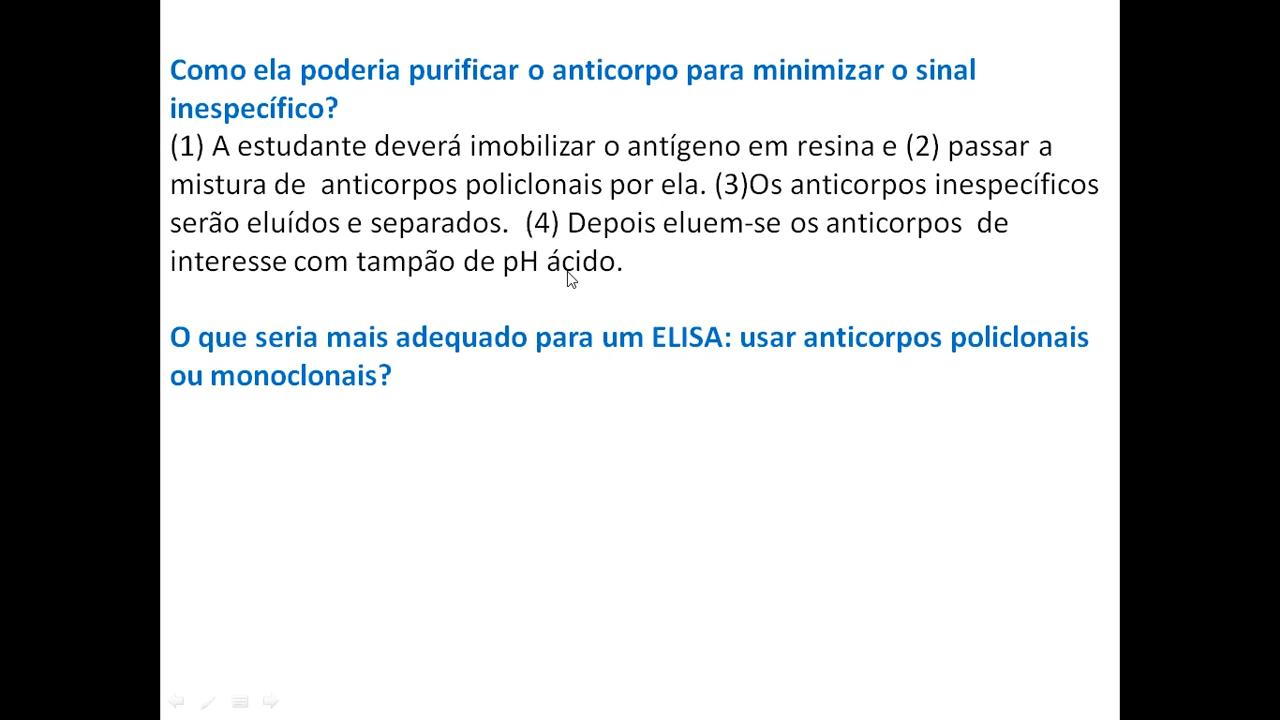 Como ela poderia purificar o anticorpo para minimizar o sinal
inespecífico?
(1) A estudante deverá imobilizar o antígeno em resina e (2) passar a
mistura de  anticorpos policlonais por ela. (3)Os anticorpos inespecíficos
serão eluídos e separados.  (4) Depois eluem-se os anticorpos  de
interesse com tampão de pH ácido.
O que seria mais adequado para um ELISA: usar anticorpos policlonais
ou monoclonais?